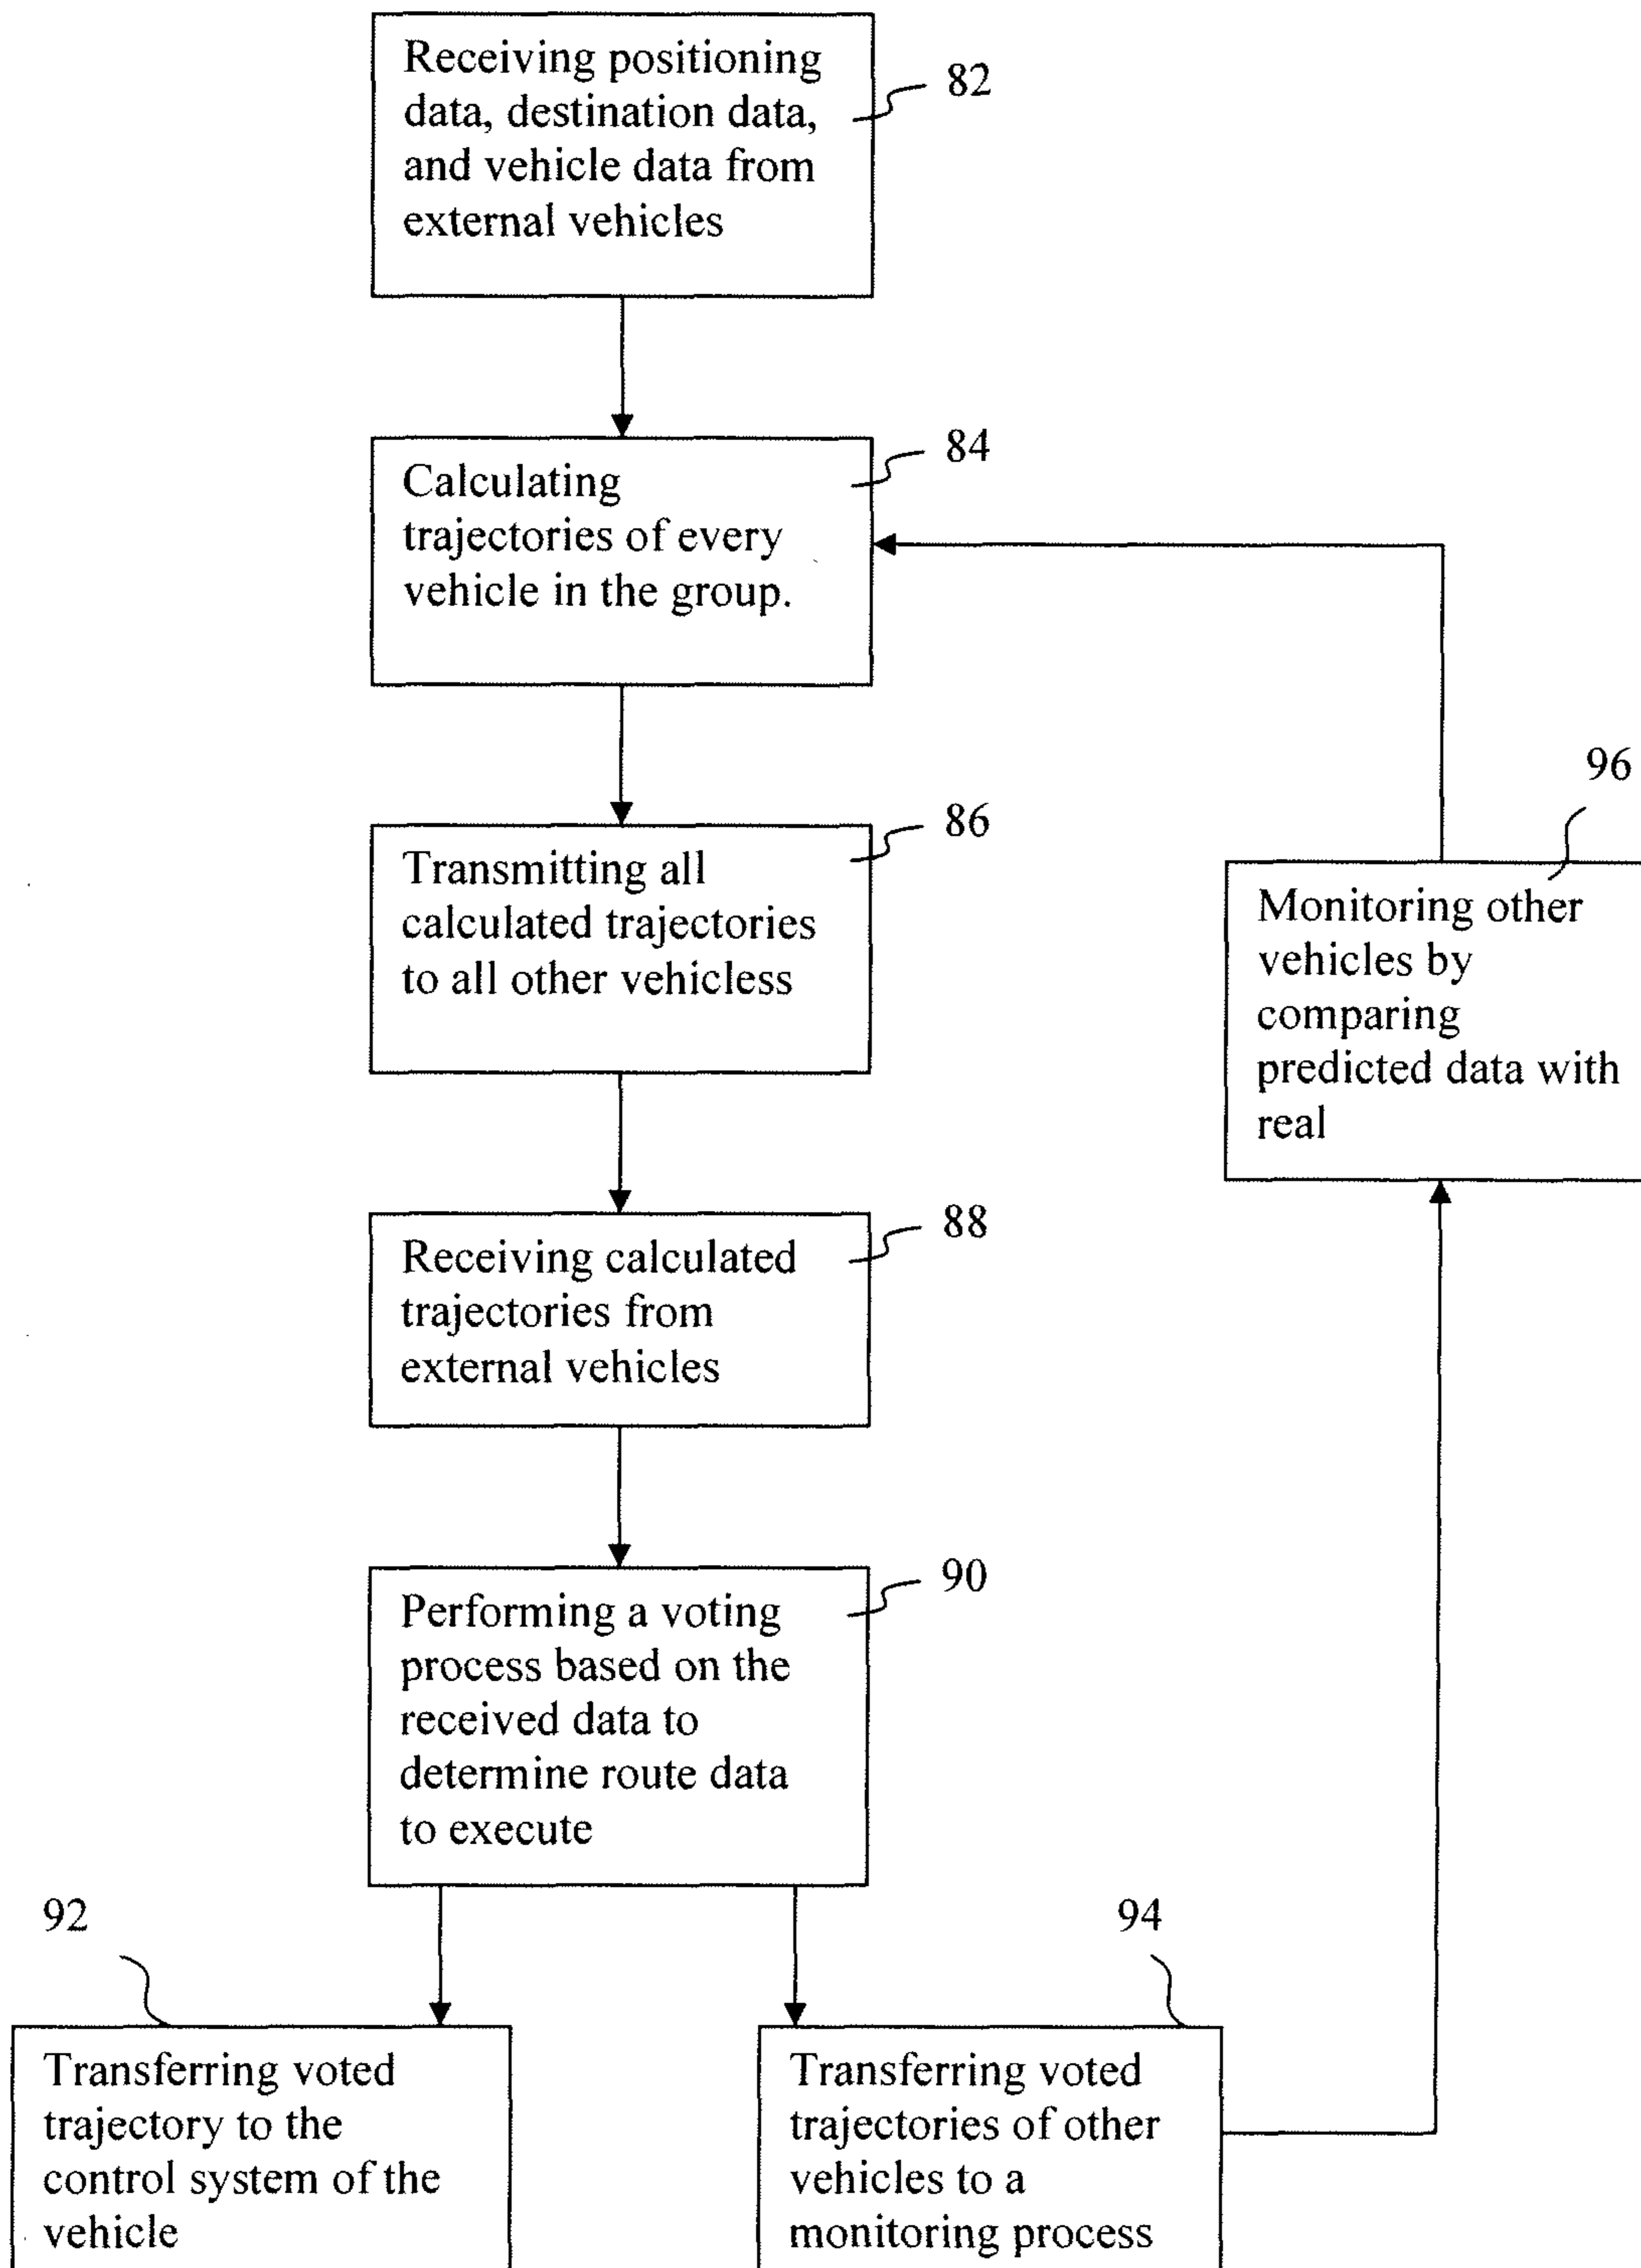 Receiving positioning
data, destination data,
and vehicle data from
external vehicles
82
Calculating
trajectories of every
vehicle in the group.
84
Transmitting all
calculated trajectories
to all other vehicless
86
96
Monitoring other
vehicles by
comparing
predicted data with
real
Receiving calculated
trajectories from
external vehicles
88
Performing a voting
process based on the
received data to
determine route data
to execute
90
92
Transferring voted
trajectory to the
control system of the
vehicle
94
Transferring voted
trajectories of other
vehicles to a
monitoring process